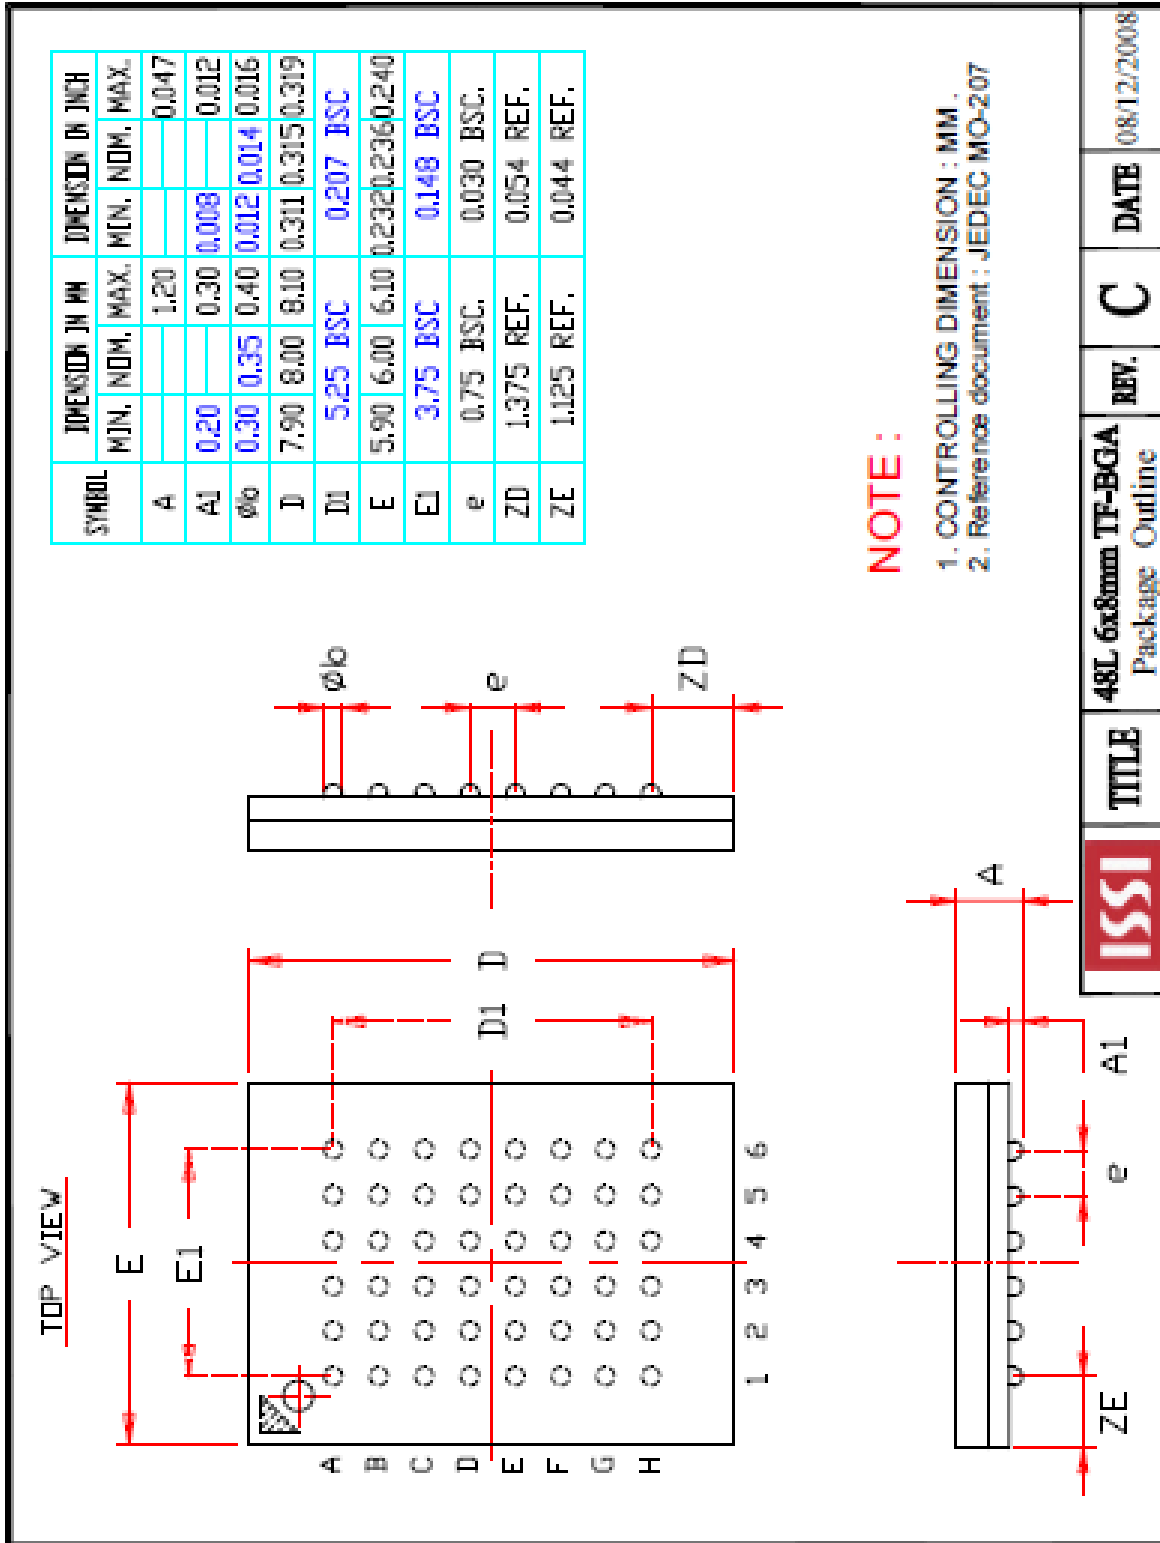 TOP VIEW
E
E1
D
D1
A
B
C
D
E
F
G
H
1 2 3 4 5 6
Øb
e
ZD
A
A1
e
ZE
SYMBOL DIMENSION IN MM DIMENSION IN INCH
MIN. NOM. MAX. MIN. NOM. MAX.
A 1.20 0.047
A1 0.20 0.30 0.008 0.012
Øb 0.30 0.35 0.40 0.012 0.014 0.016
D 7.90 8.00 8.10 0.311 0.315 0.319
D1 5.25 BSC 0.207 BSC
E 5.90 6.00 6.10 0.232 0.236 0.240
E1 3.75 BSC 0.148 BSC
e 0.75 BSC. 0.030 BSC.
ZD 1.375 REF. 0.054 REF.
ZE 1.125 REF. 0.044 REF.
NOTE :
1. CONTROLLING DIMENSION : MM .
2. Reference document : JEDEC MO-207
ISSI TITLE 48L 6x8mm TF-BGA REV. C DATE 08/12/2008
Package Outline